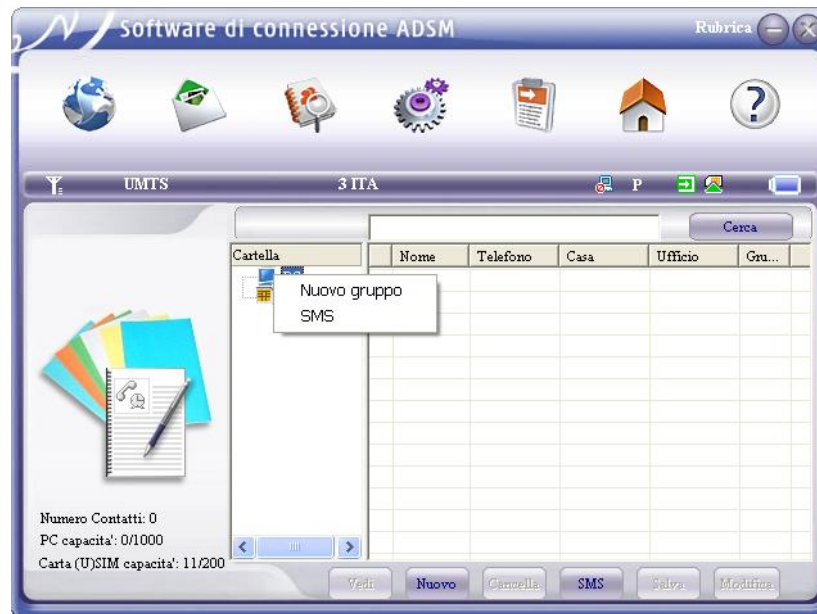 Software di connessione ADSM
Rubrica
UMTS
3 ITA
P
Cerca
Cartella
Nome
Telefono
Casa
Ufficio
Gru...
PC
Nuovo gruppo
SMS
Numero Contatti: 0
PC capacita': 0/1000
Carta (U)SIM capacita': 11/200
Vedi
Nuovo
Cancella
SMS
Salva
Modifica